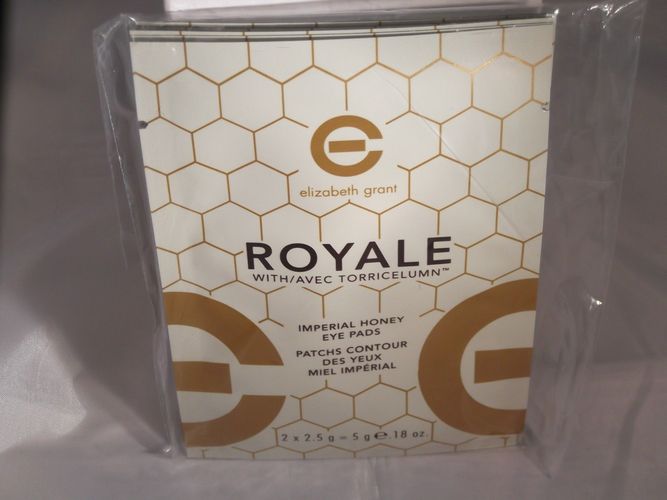 elizabeth grant
ROYALE
WITH/AVEC TORRICELUMN™
IMPERIAL HONEY
EYE PADS
PATCHS CONTOUR
DES YEUX
MIEL IMPÉRIAL
2 x 2.5 g = 5 g ℮ .18 oz.